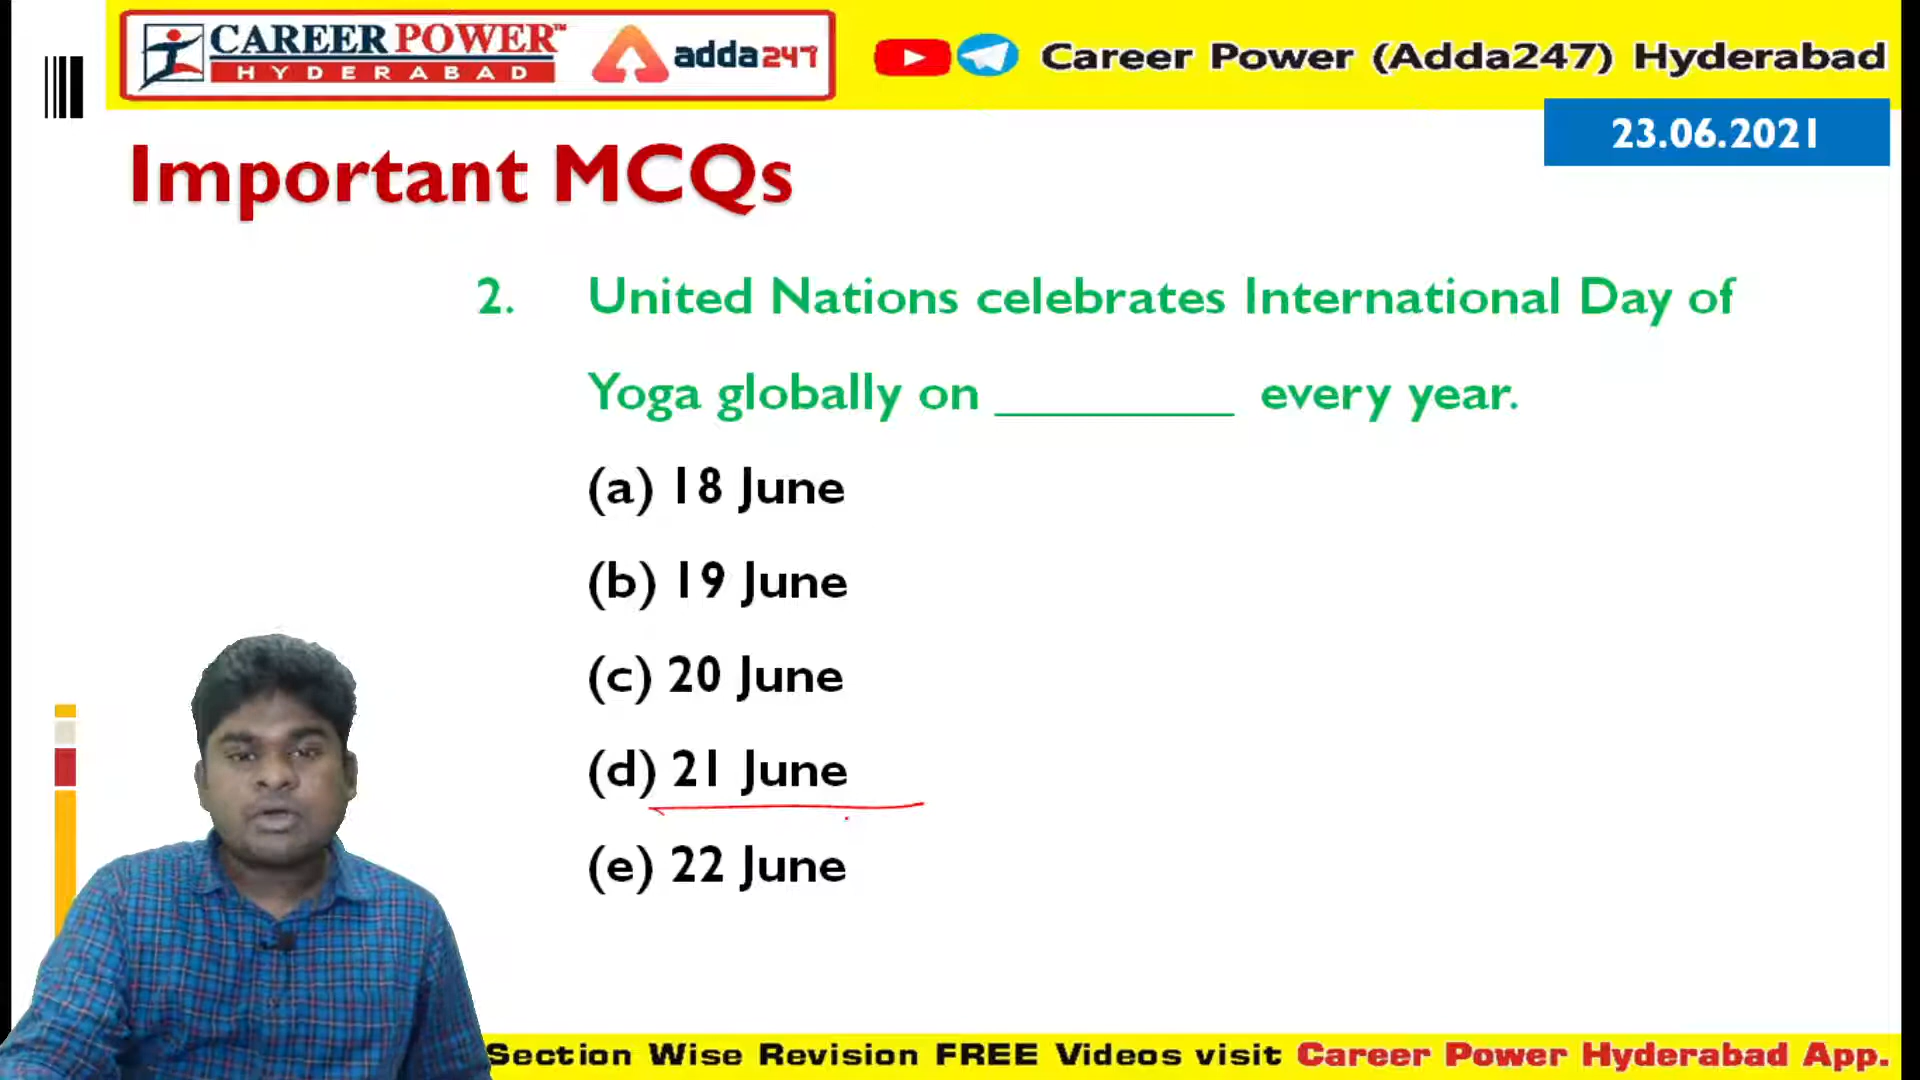 CAREER POWER™
HYDERABAD
adda247
Career Power (Adda247) Hyderabad
23.06.2021
Important MCQs
2. United Nations celebrates International Day of
Yoga globally on _________ every year.
(a) 18 June
(b) 19 June
(c) 20 June
(d) 21 June
(e) 22 June
Section Wise Revision FREE Videos visit Career Power Hyderabad App.